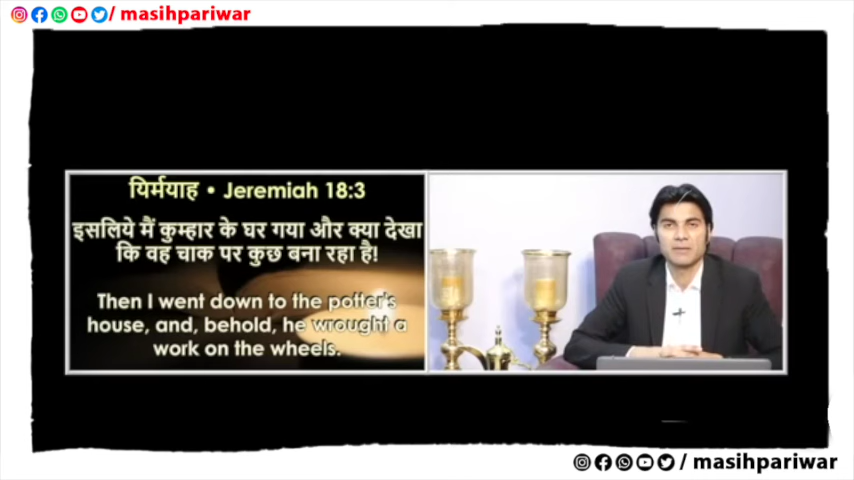 / masihpariwar
यिर्मयाह • Jeremiah 18:3
इसलिये मैं कुम्हार के घर गया और क्या देखा
कि वह चाक पर कुछ बना रहा है!
Then I went down to the potter's
house, and, behold, he wrought a
work on the wheels.
/ masihpariwar